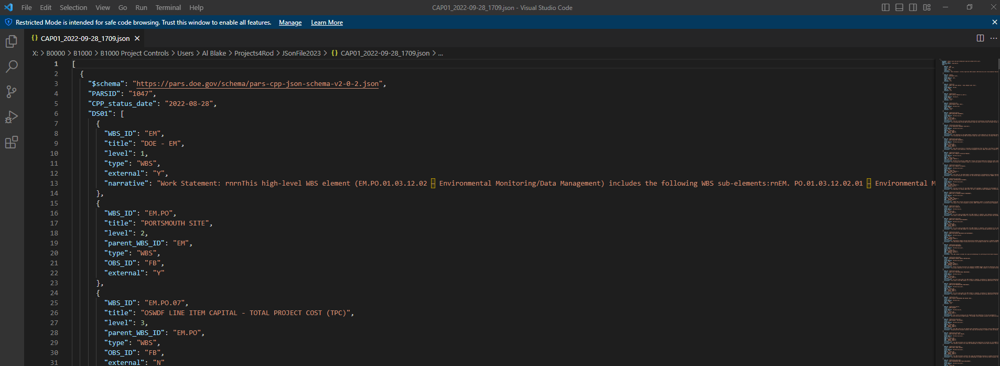 File Edit Selection View Go Run Terminal Help
CAP01_2022-09-28_1709.json - Visual Studio Code
Restricted Mode is intended for safe code browsing. Trust this window to enable all features. Manage Learn More
{} CAP01_2022-09-28_1709.json
X: > B0000 > B1000 > B1000 Project Controls > Users > Al Blake > Projects4Rod > JSonFile2023 > {} CAP01_2022-09-28_1709.json > ...
1 [
2 {
3 "$schema": "https://pars.doe.gov/schema/pars-cpp-json-schema-v2-0-2.json",
4 "PARSID": "1047",
5 "CPP_status_date": "2022-08-28",
6 "DS01": [
7 {
8 "WBS_ID": "EM",
9 "title": "DOE - EM",
10 "level": 1,
11 "type": "WBS",
12 "external": "Y",
13 "narrative": "Work Statement: rnrnThis high-level WBS element (EM.PO.01.03.12.02 – Environmental Monitoring/Data Management) includes the following WBS sub-elements:rnEM. PO.01.03.12.02.01 – Environmental M
14 },
15 {
16 "WBS_ID": "EM.PO",
17 "title": "PORTSMOUTH SITE",
18 "level": 2,
19 "parent_WBS_ID": "EM",
20 "type": "WBS",
21 "OBS_ID": "FB",
22 "external": "Y"
23 },
24 {
25 "WBS_ID": "EM.PO.07",
26 "title": "OSWDF LINE ITEM CAPITAL - TOTAL PROJECT COST (TPC)",
27 "level": 3,
28 "parent_WBS_ID": "EM.PO",
29 "type": "WBS",
30 "OBS_ID": "FB",
31 "external": "N"